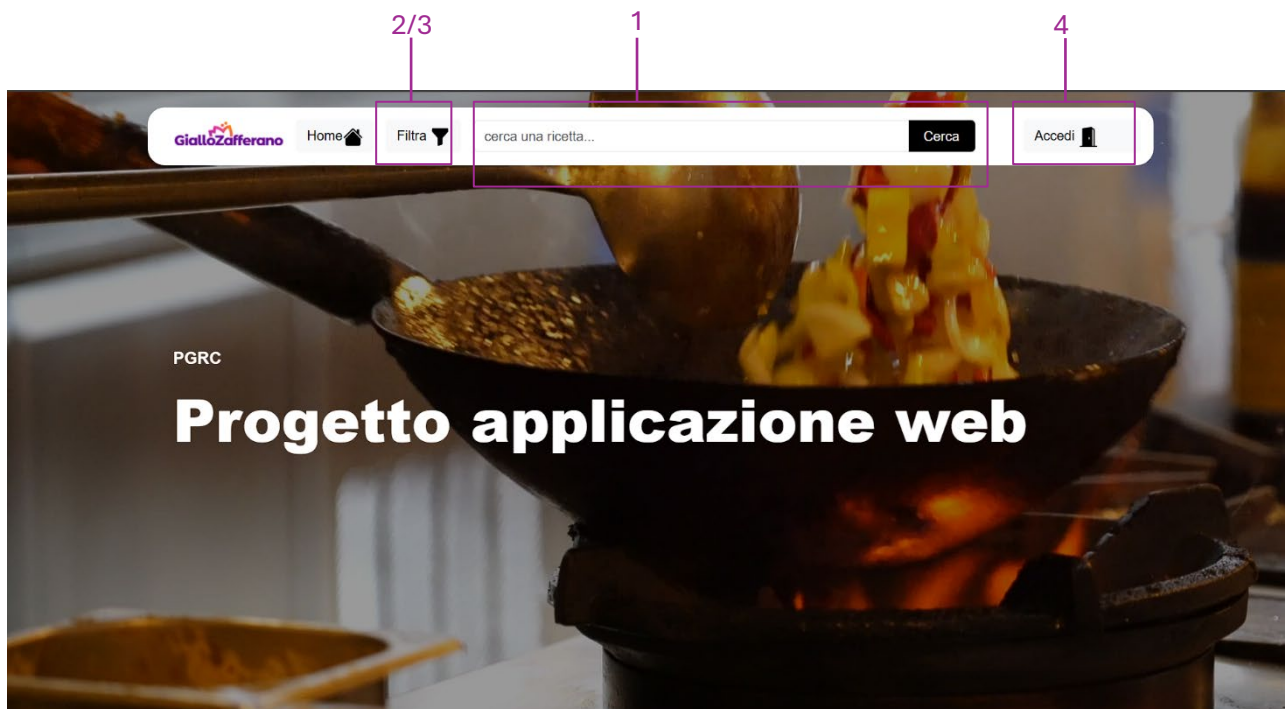 2/3
1
4
GialloZafferano
Home
Filtra
cerca una ricetta...
Cerca
Accedi
PGRC
Progetto applicazione web